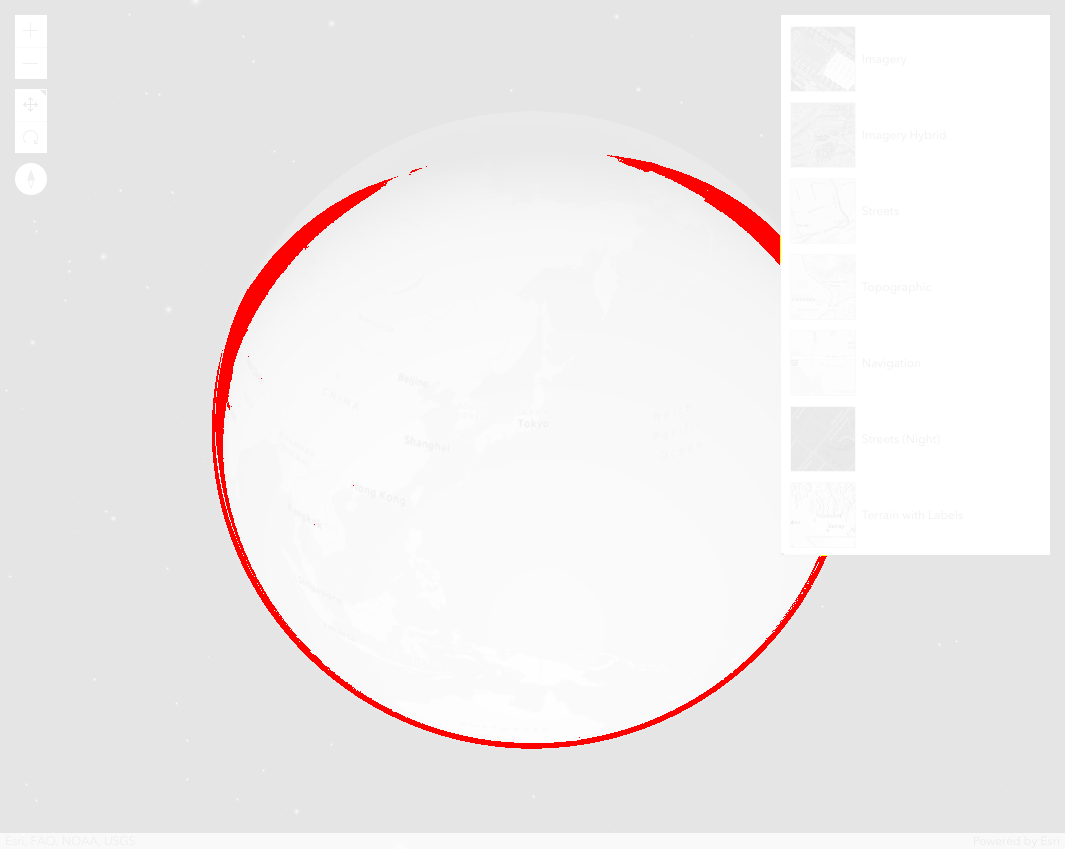 Imagery
Imagery Hybrid
Streets
Topographic
Navigation
Streets (Night)
Terrain with Labels
Beijing
CHINA
Tokyo
Shanghai
Hong Kong
Esri, FAO, NOAA, USGS
Powered by Esri